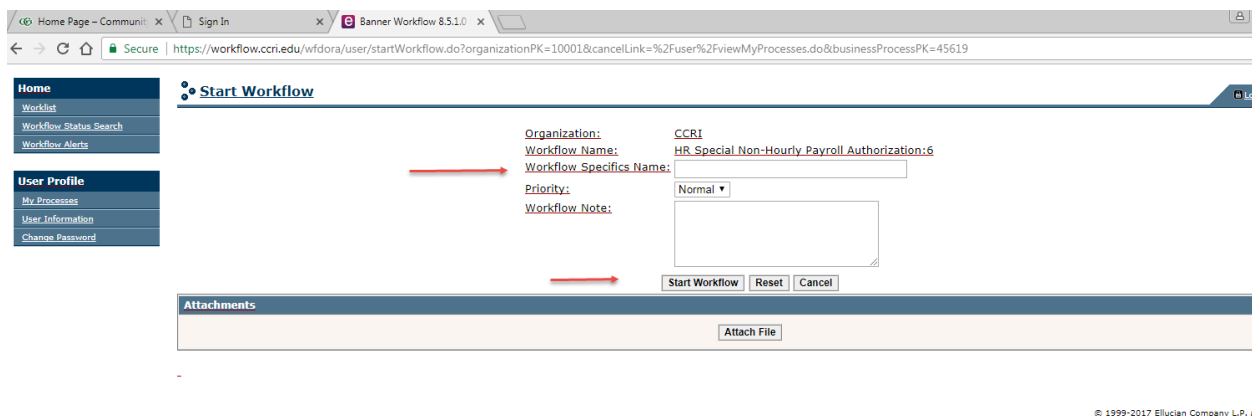 Home Page – Communit
Sign In
Banner Workflow 8.5.1.0
Secure | https://workflow.ccri.edu/wfdora/user/startWorkflow.do?organizationPK=10001&cancelLink=%2Fuser%2FviewMyProcesses.do&businessProcessPK=45619
Home
Worklist
Workflow Status Search
Workflow Alerts
User Profile
My Processes
User Information
Change Password
Start Workflow
Lo
Organization: CCRI
Workflow Name: HR Special Non-Hourly Payroll Authorization:6
Workflow Specifics Name:
Priority: Normal
Workflow Note:
Start Workflow Reset Cancel
Attachments
Attach File
© 1999-2017 Ellucian Company L.P.